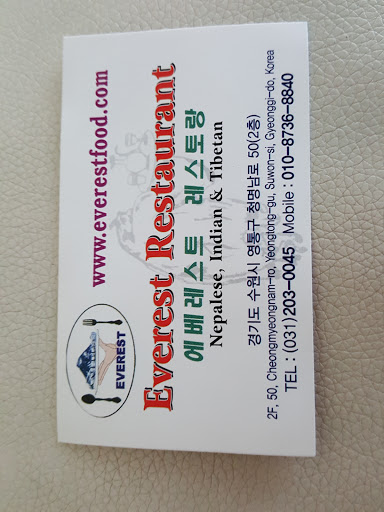 www.everestfood.com
EVEREST
Everest Restaurant
에베레스트 레스토랑
Nepalese, Indian & Tibetan
경기도 수원시 영통구 청명남로 50(2층)
2F, 50, Cheongmyeongnam-ro, Yeongtong-gu, Suwon-si, Gyeonggi-do, Korea
TEL : (031)203-0045 Mobile : 010-8736-8840